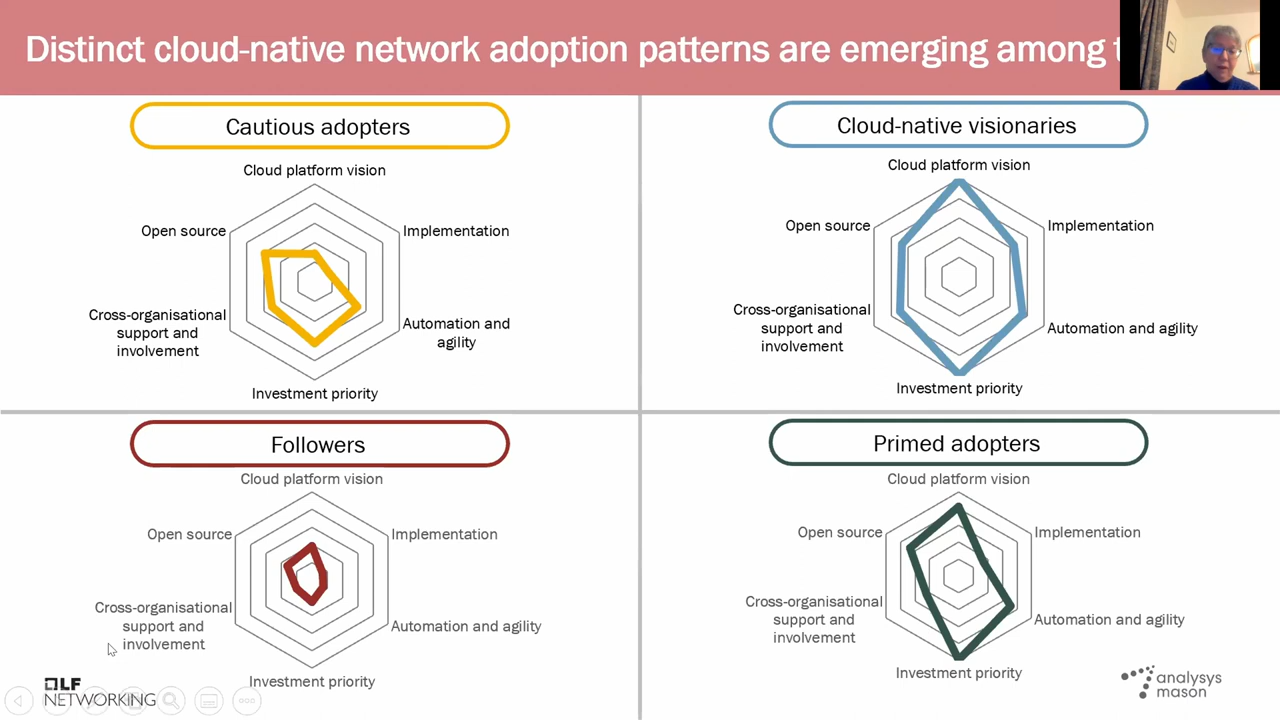 Distinct cloud-native network adoption patterns are emerging among
Cautious adopters
Cloud platform vision
Open source
Implementation
Cross-organisational
support and
involvement
Automation and
agility
Investment priority
Cloud-native visionaries
Cloud platform vision
Open source
Implementation
Cross-organisational
support and
involvement
Automation and agility
Investment priority
Followers
Cloud platform vision
Open source
Implementation
Cross-organisational
support and
involvement
Automation and agility
Investment priority
Primed adopters
Cloud platform vision
Open source
Implementation
Cross-organisational
support and
involvement
Automation and agility
Investment priority
LF
NETWORKING
analysys
mason